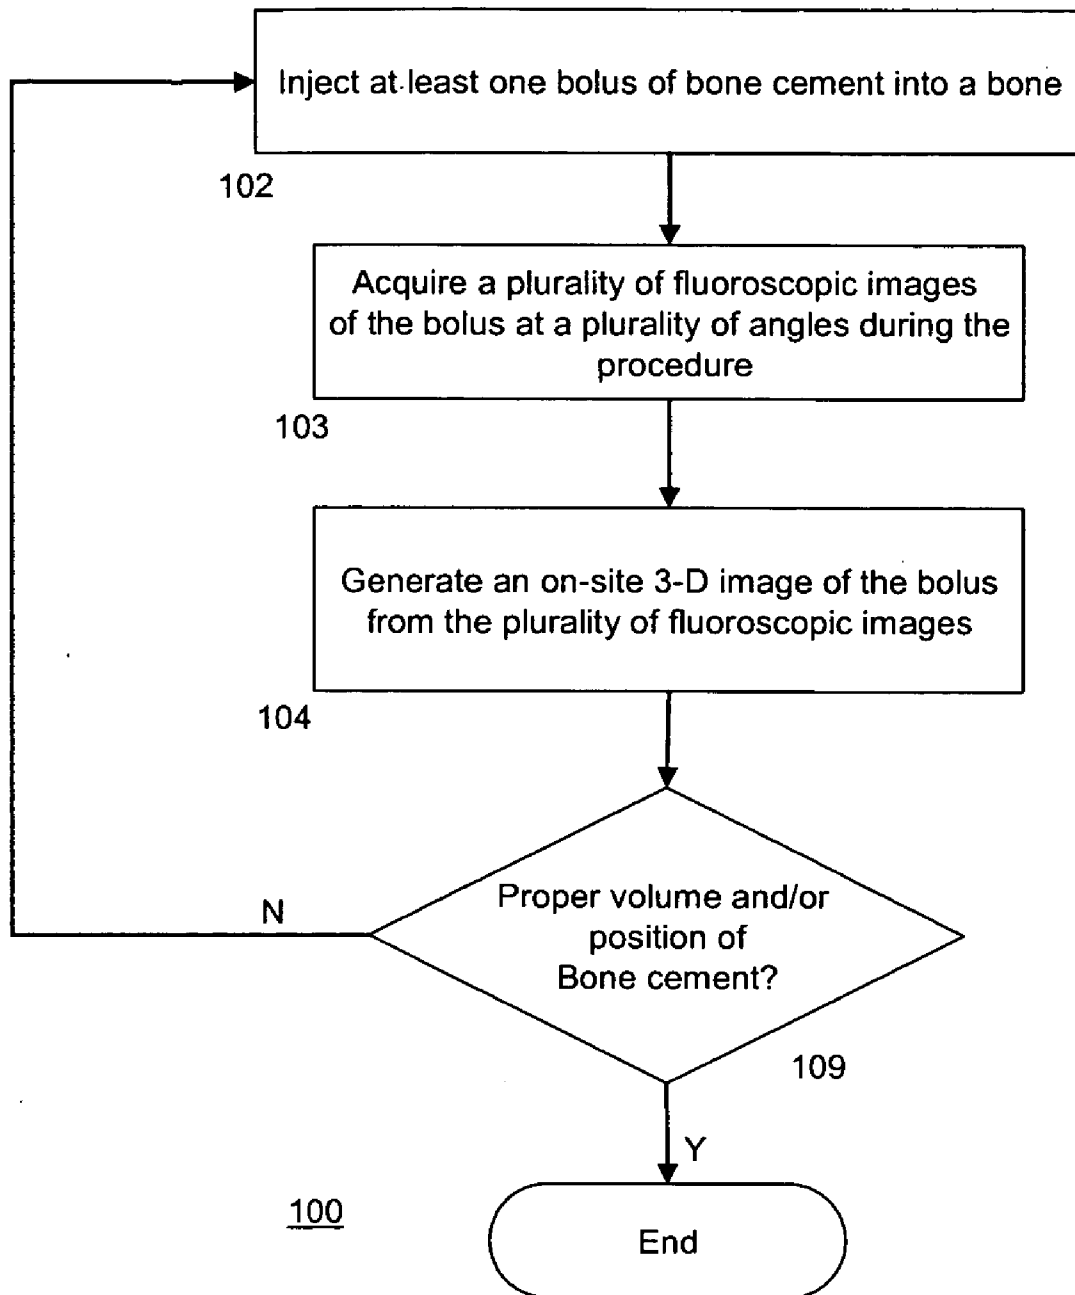 Inject at least one bolus of bone cement into a bone
102
Acquire a plurality of fluoroscopic images
of the bolus at a plurality of angles during the
procedure
103
Generate an on-site 3-D image of the bolus
from the plurality of fluoroscopic images
104
Proper volume and/or
position of
Bone cement?
N
109
Y
100
End